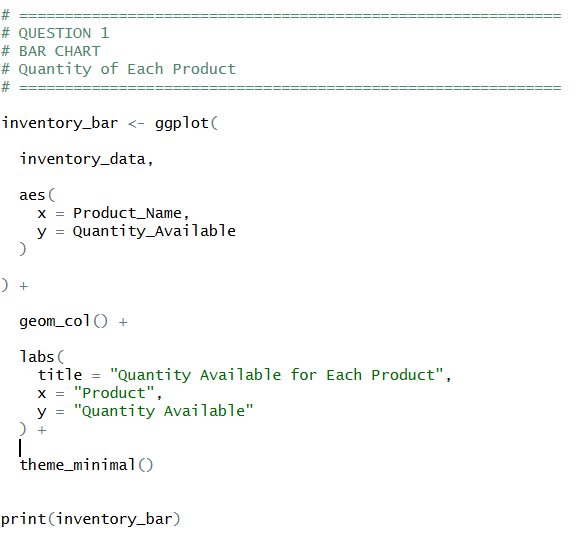 # ============================================================
# QUESTION 1
# BAR CHART
# Quantity of Each Product
# ============================================================
inventory_bar <- ggplot(
inventory_data,
aes(
x = Product_Name,
y = Quantity_Available
)
) +
geom_col() +
labs(
title = "Quantity Available for Each Product",
x = "Product",
y = "Quantity Available"
) +
theme_minimal()
print(inventory_bar)